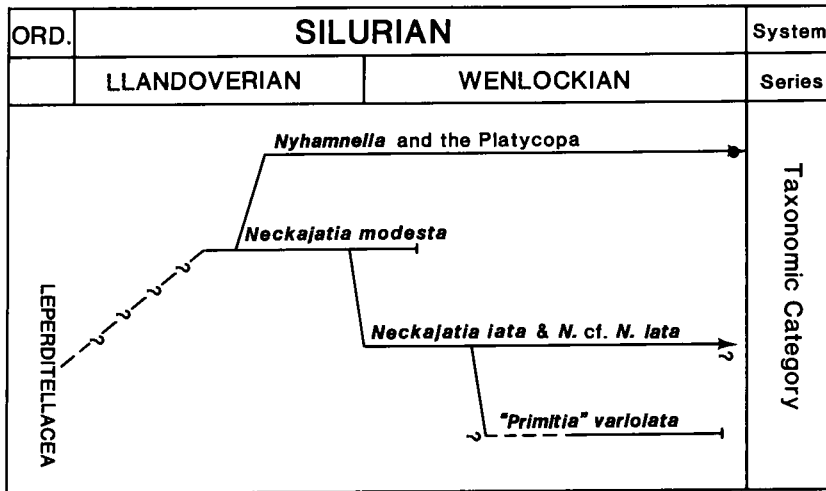 ORD. SILURIAN System
LLANDOVERIAN WENLOCKIAN Series
Nyhamnella and the Platycopa
Neckajatia modesta
? ? ? ?
LEPERDITELLACEA
Neckajatia iata & N. cf. N. lata
?
"Primitia" variolata
?
Taxonomic Category